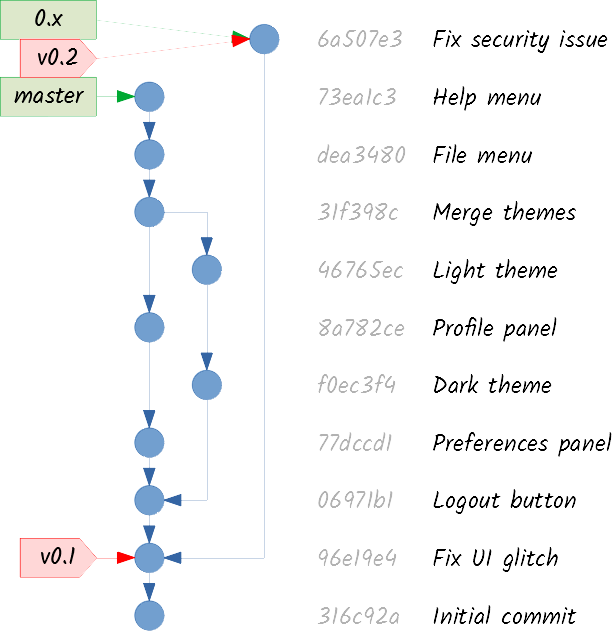 0.x
v0.2
6a507e3 Fix security issue
master
73ea1c3 Help menu
dea3480 File menu
31f398c Merge themes
46765ec Light theme
8a782ce Profile panel
f0ec3f4 Dark theme
77dccd1 Preferences panel
06971b1 Logout button
v0.1
96e19e4 Fix UI glitch
316c92a Initial commit